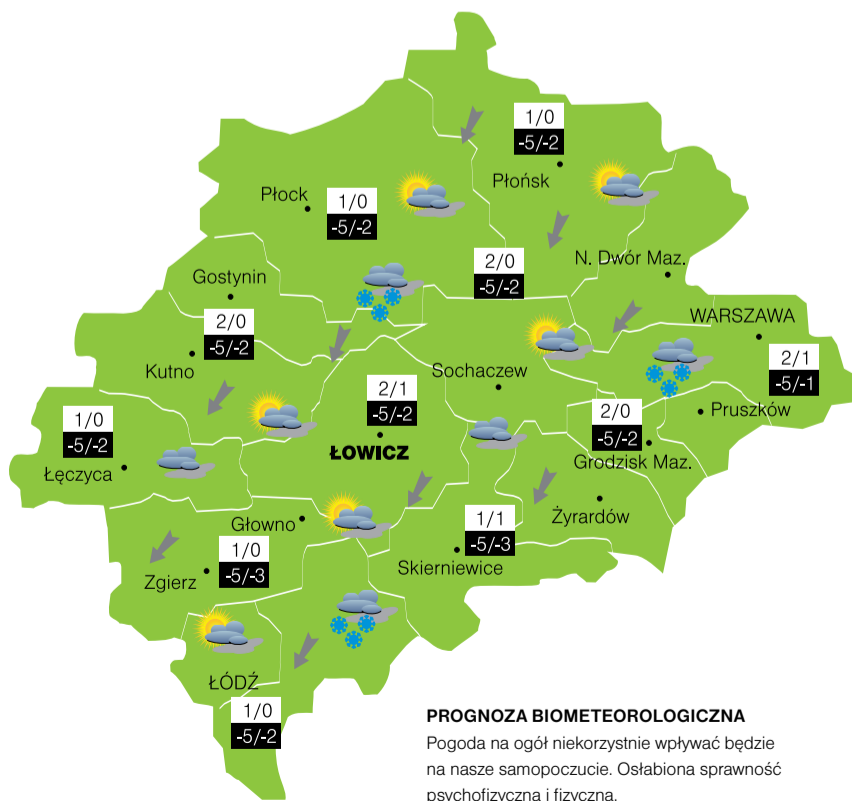 1/0
-5/-2
Płońsk
Płock
1/0
-5/-2
N. Dwór Maz.
2/0
-5/-2
Gostynin
2/0
-5/-2
Kutno
WARSZAWA
2/1
-5/-1
Sochaczew
2/1
-5/-2
ŁOWICZ
1/0
-5/-2
Łęczyca
2/0
-5/-2
Pruszków
Grodzisk Maz.
Żyrardów
Głowno
1/1
-5/-3
Skierniewice
1/0
-5/-3
Zgierz
ŁÓDŹ
1/0
-5/-2
PROGNOZA BIOMETEOROLOGICZNA
Pogoda na ogół niekorzystnie wpływać będzie
na nasze samopoczucie. Osłabiona sprawność
psychofizyczna i fizyczna.